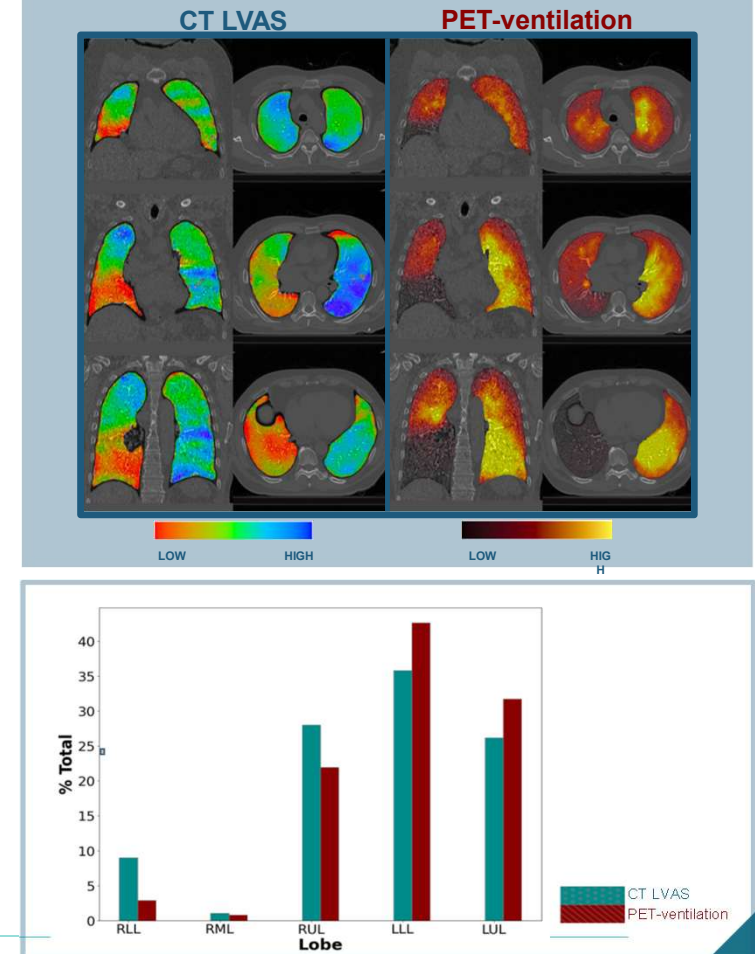 CT LVAS
PET-ventilation
LOW HIGH
LOW HIG
H
40
35
30
25
20
15
10
5
0
% Total
RLL RML RUL LLL LUL
Lobe
CT LVAS
PET-ventilation